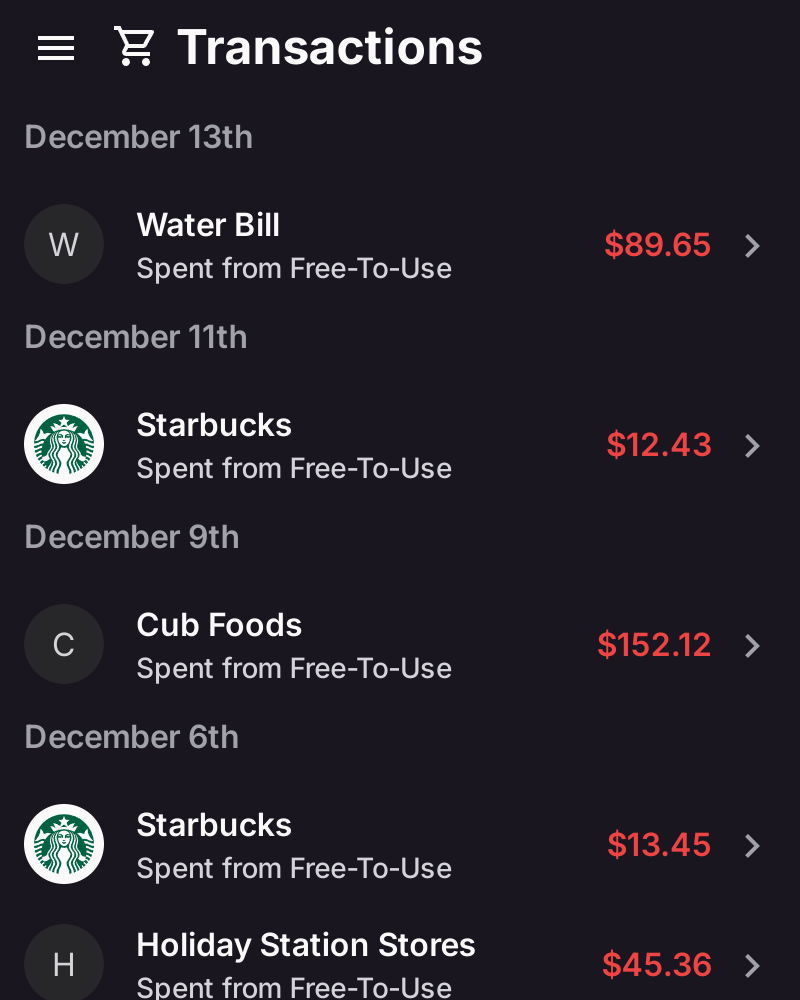 Transactions
December 13th
W
Water Bill
Spent from Free-To-Use
$89.65
December 11th
Starbucks
Spent from Free-To-Use
$12.43
December 9th
C
Cub Foods
Spent from Free-To-Use
$152.12
December 6th
Starbucks
Spent from Free-To-Use
$13.45
H
Holiday Station Stores
Spent from Free-To-Use
$45.36